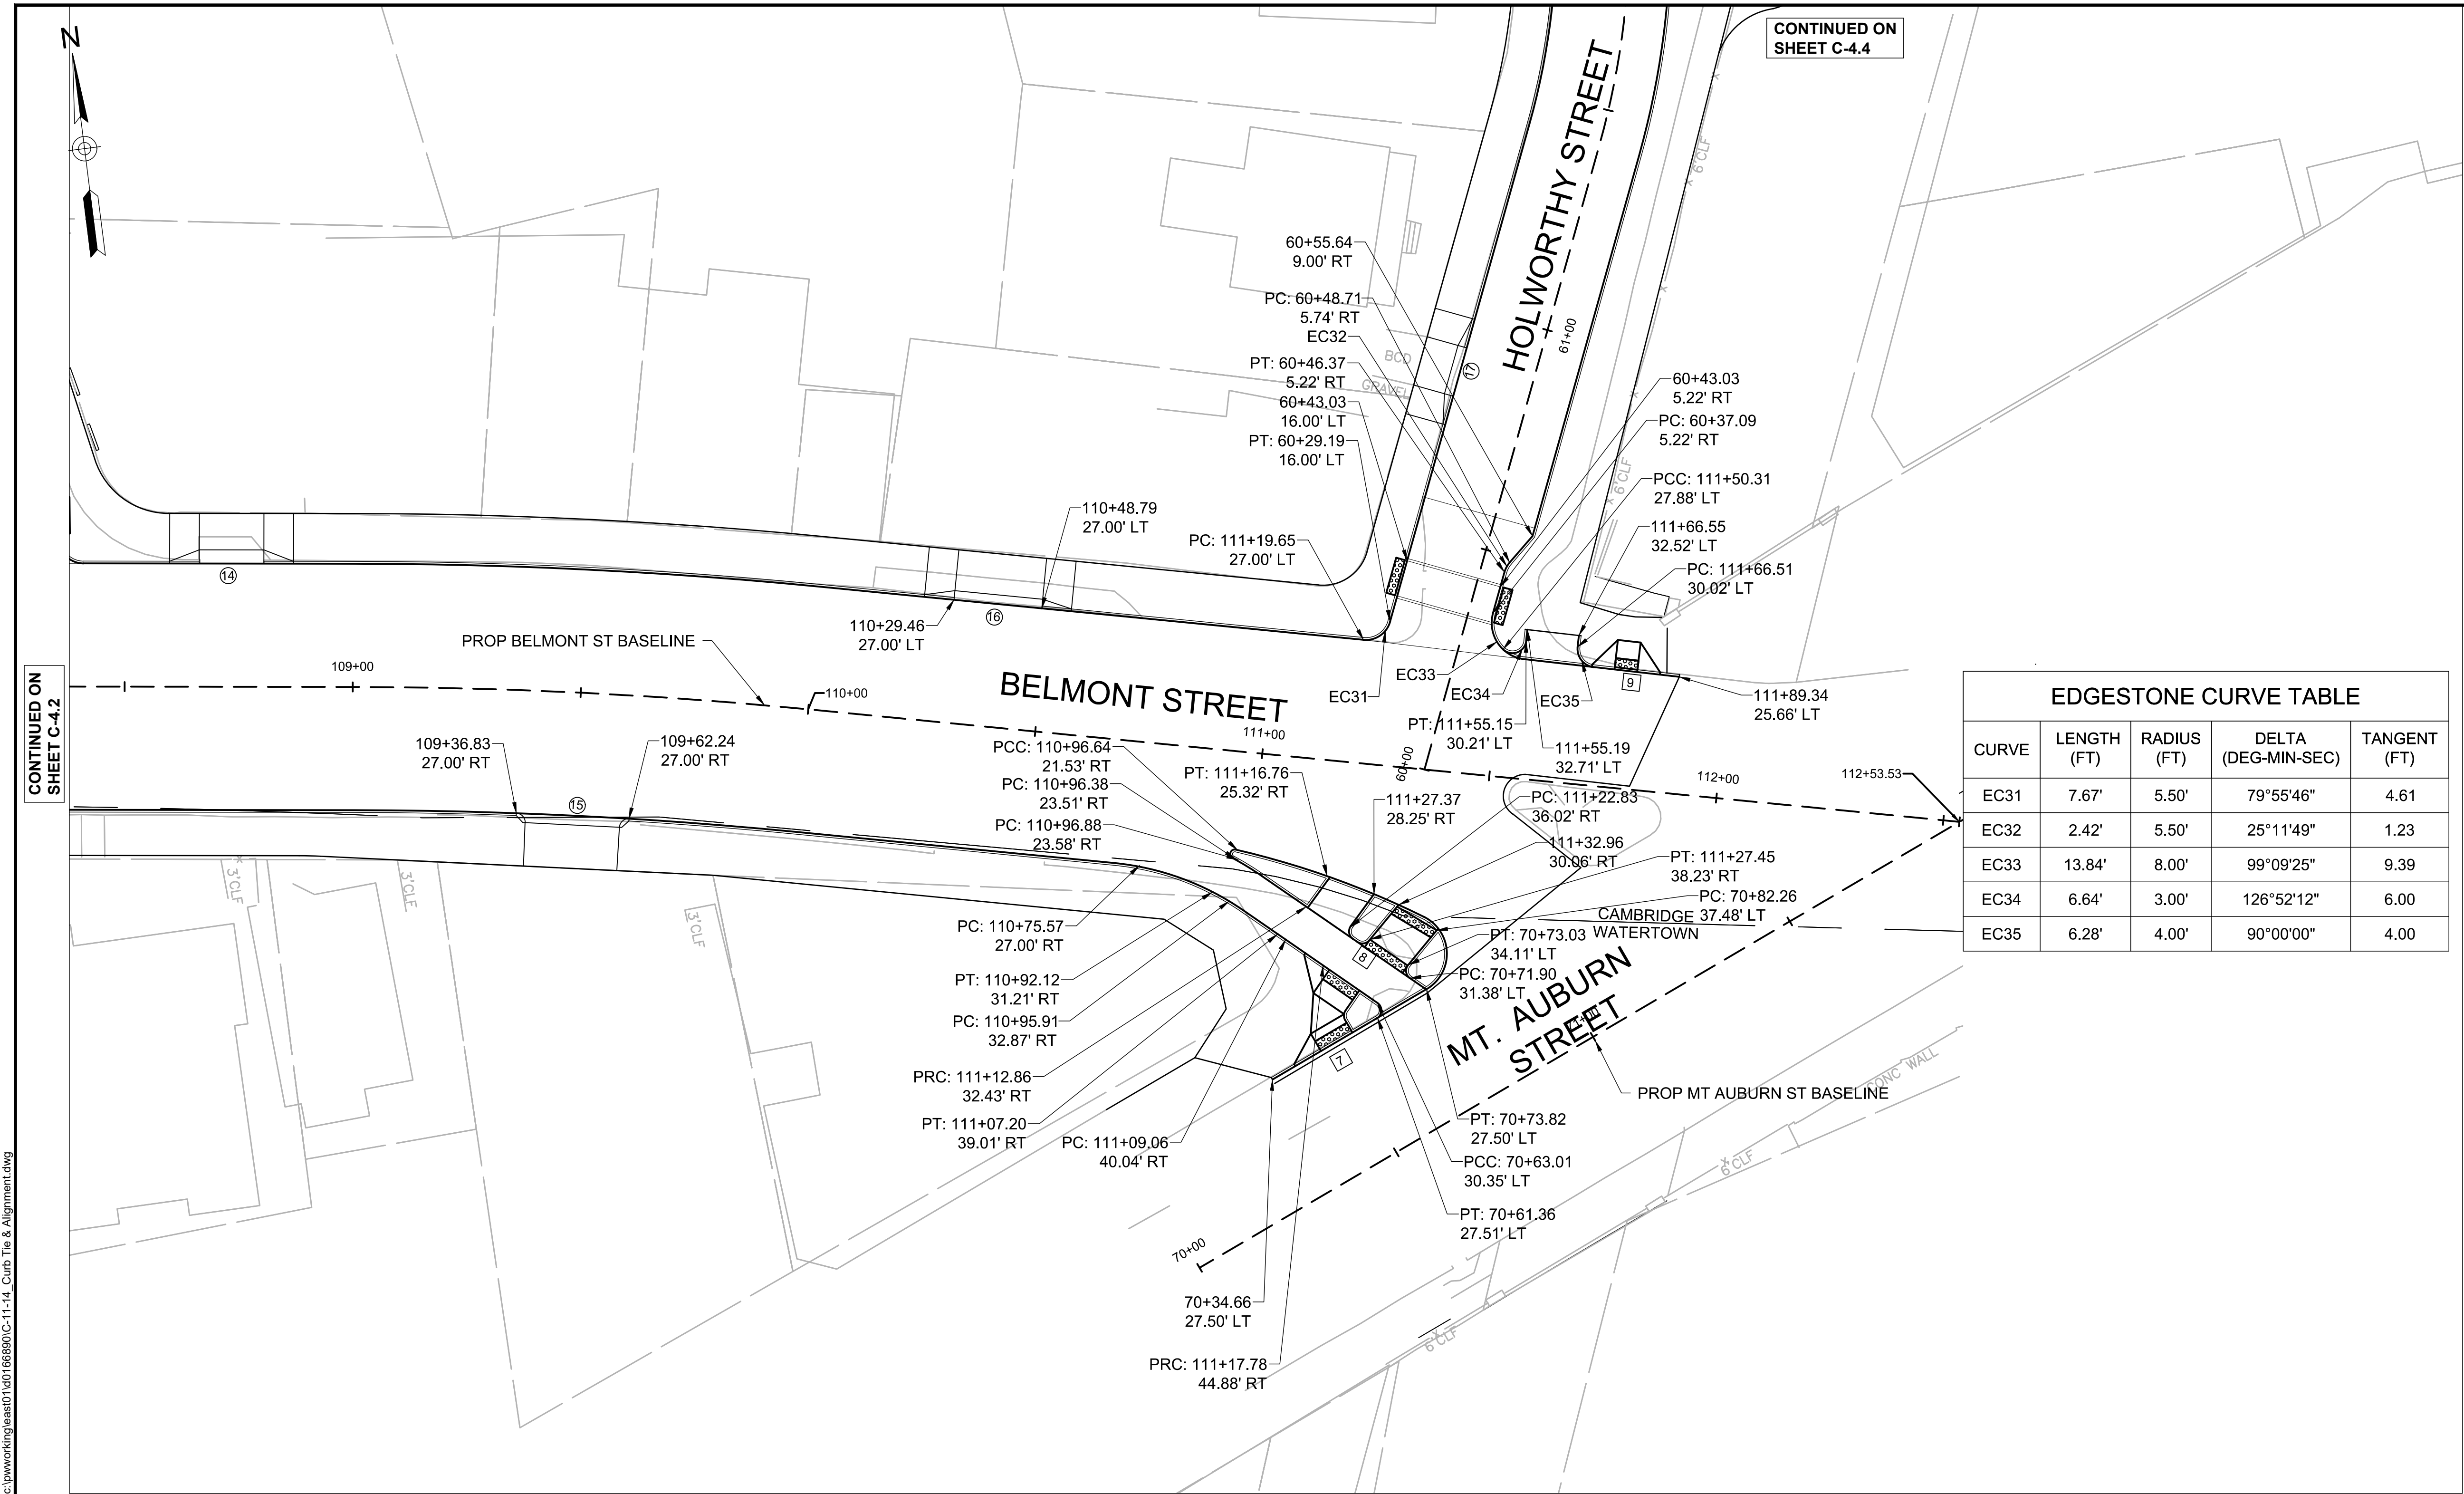 N
CONTINUED ON
SHEET C-4.4
HOLWORTHY STREET
6'CLF
60+55.64
9.00' RT
PC: 60+48.71
5.74' RT
EC32
PT: 60+46.37
5.22' RT
60+43.03
16.00' LT
PT: 60+29.19
16.00' LT
BCD
GRAVEL
17
61+00
60+43.03
5.22' RT
PC: 60+37.09
5.22' RT
6'CLF
PCC: 111+50.31
27.88' LT
111+66.55
32.52' LT
PC: 111+66.51
30.02' LT
110+48.79
27.00' LT
PC: 111+19.65
27.00' LT
14
110+29.46
27.00' LT
16
PROP BELMONT ST BASELINE
109+00
110+00
CONTINUED ON
SHEET C-4.2
BELMONT STREET
EC31
EC33
EC34
EC35
9
111+89.34
25.66' LT
PT: 111+55.15
30.21' LT
111+55.19
32.71' LT
111+00
60+00
112+00
112+53.53
109+36.83
27.00' RT
109+62.24
27.00' RT
15
PCC: 110+96.64
21.53' RT
PC: 110+96.38
23.51' RT
PC: 110+96.88
23.58' RT
PT: 111+16.76
25.32' RT
111+27.37
28.25' RT
PC: 111+22.83
36.02' RT
111+32.96
30.06' RT
PT: 111+27.45
38.23' RT
PC: 70+82.26
37.48' LT
CAMBRIDGE
WATERTOWN
PT: 70+73.03
34.11' LT
PC: 70+71.90
31.38' LT
8
7
3'CLF
3'CLF
3'CLF
PC: 110+75.57
27.00' RT
PT: 110+92.12
31.21' RT
PC: 110+95.91
32.87' RT
PRC: 111+12.86
32.43' RT
PT: 111+07.20
39.01' RT
PC: 111+09.06
40.04' RT
MT. AUBURN
STREET
71+00
CONC WALL
PROP MT AUBURN ST BASELINE
PT: 70+73.82
27.50' LT
PCC: 70+63.01
30.35' LT
PT: 70+61.36
27.51' LT
6'CLF
70+00
70+34.66
27.50' LT
6'CLF
PRC: 111+17.78
44.88' RT
EDGESTONE CURVE TABLE
CURVE LENGTH (FT) RADIUS (FT) DELTA (DEG-MIN-SEC) TANGENT (FT)
EC31 7.67' 5.50' 79°55'46" 4.61
EC32 2.42' 5.50' 25°11'49" 1.23
EC33 13.84' 8.00' 99°09'25" 9.39
EC34 6.64' 3.00' 126°52'12" 6.00
EC35 6.28' 4.00' 90°00'00" 4.00
c:\pwworking\east01\d0166890\C-11-14_Curb Tie & Alignment.dwg